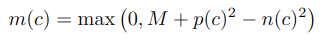 m(c) = max (0, M + p(c)² − n(c)²)